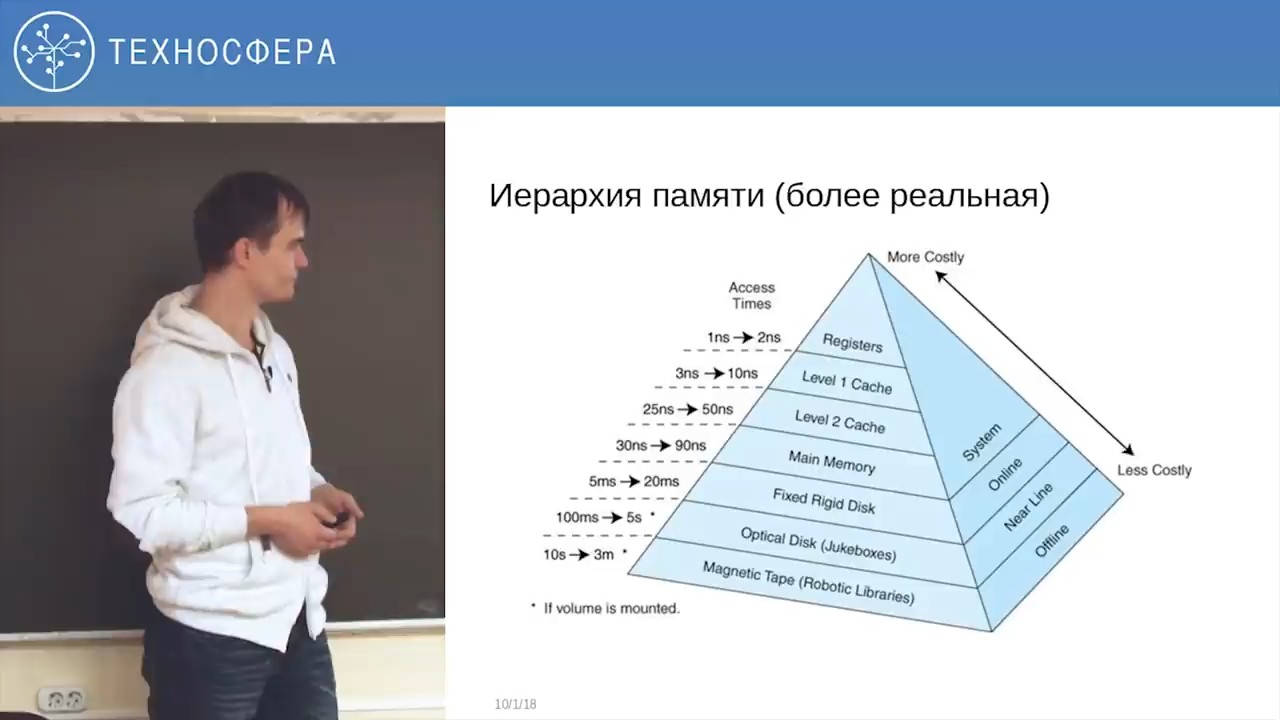 ТЕХНОСФЕРА
Иерархия памяти (более реальная)
More Costly
Access
Times
1ns → 2ns
Registers
3ns → 10ns
Level 1 Cache
25ns → 50ns
Level 2 Cache
30ns → 90ns
Main Memory
System
5ms → 20ms
Fixed Rigid Disk
Online
Less Costly
100ms → 5s *
Optical Disk (Jukeboxes)
Near Line
10s → 3m *
Magnetic Tape (Robotic Libraries)
Offline
* If volume is mounted.
10/1/18